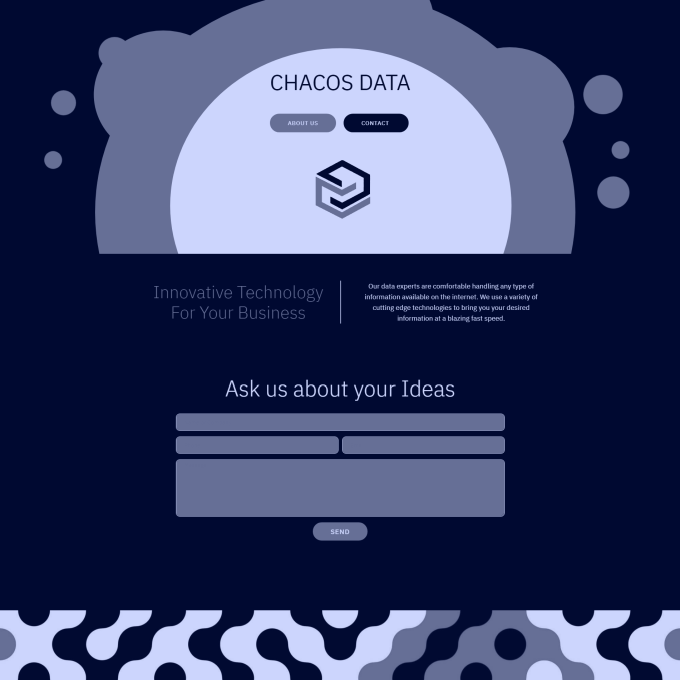 CHACOS DATA
ABOUT US
CONTACT
Innovative Technology
For Your Business
Our data experts are comfortable handling any type of
information available on the internet. We use a variety of
cutting edge technologies to bring you your desired
information at a blazing fast speed.
Ask us about your Ideas
SEND